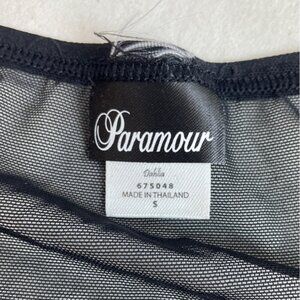 Paramour
Dahlia
675048
MADE IN THAILAND
S